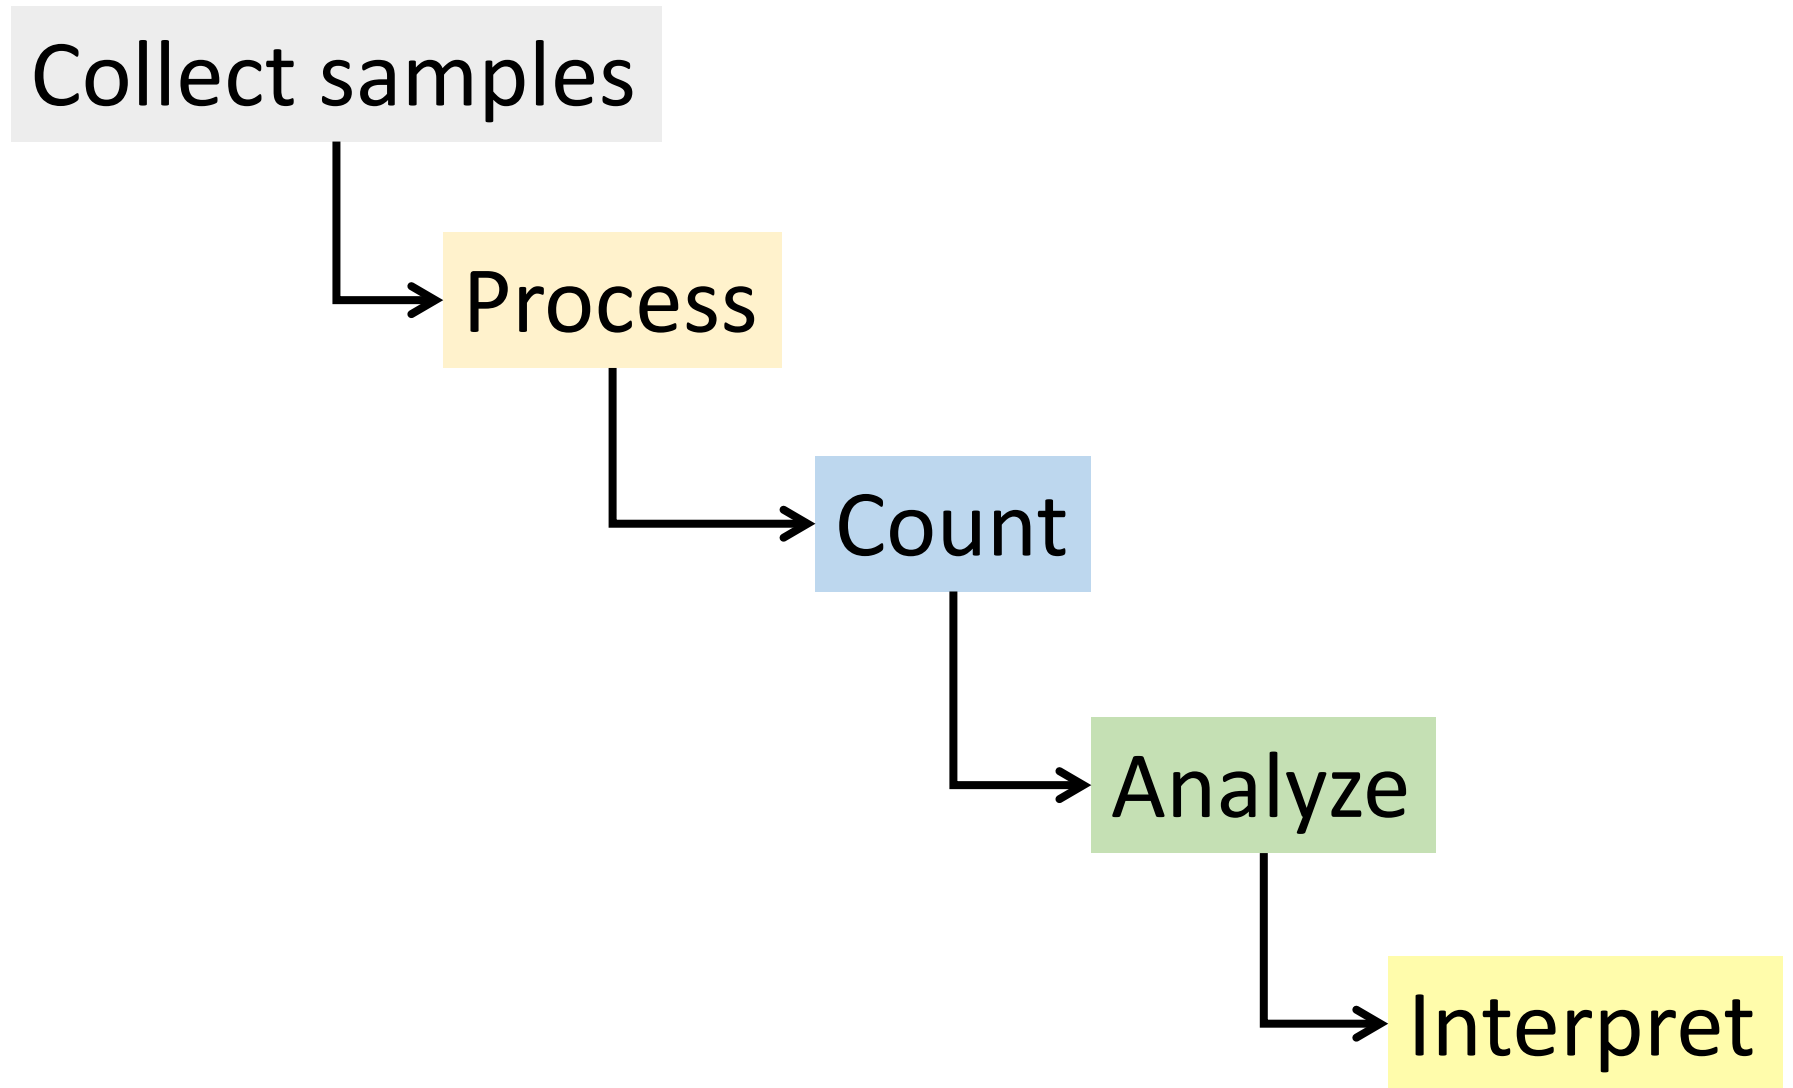 Collect samples
Process
Count
Analyze
Interpret